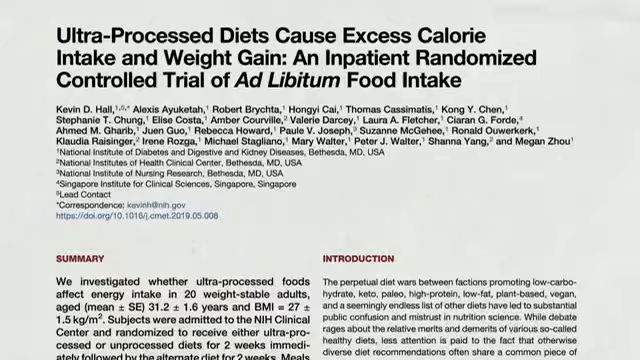 Ultra-Processed Diets Cause Excess Calorie
Intake and Weight Gain: An Inpatient Randomized
Controlled Trial of Ad Libitum Food Intake
Kevin D. Hall,1,5,* Alexis Ayuketah,1 Robert Brychta,1 Hongyi Cai,1 Thomas Cassimatis,1 Kong Y. Chen,1
Stephanie T. Chung,1 Elise Costa,1 Amber Courville,2 Valerie Darcey,1 Laura A. Fletcher,1 Ciaran G. Forde,4
Ahmed M. Gharib,1 Juen Guo,1 Rebecca Howard,1 Paule V. Joseph,3 Suzanne McGehee,1 Ronald Ouwerkerk,1
Klaudia Raisinger,2 Irene Rozga,1 Michael Stagliano,1 Mary Walter,1 Peter J. Walter,1 Shanna Yang,2 and Megan Zhou1
1National Institute of Diabetes and Digestive and Kidney Diseases, Bethesda, MD, USA
2National Institutes of Health Clinical Center, Bethesda, MD, USA
3National Institute of Nursing Research, Bethesda, MD, USA
4Singapore Institute for Clinical Sciences, Singapore, Singapore
5Lead Contact
*Correspondence: kevinh@nih.gov
https://doi.org/10.1016/j.cmet.2019.05.008
SUMMARY
We investigated whether ultra-processed foods
affect energy intake in 20 weight-stable adults,
aged (mean ± SE) 31.2 ± 1.6 years and BMI = 27 ±
1.5 kg/m2. Subjects were admitted to the NIH Clinical
Center and randomized to receive either ultra-pro-
cessed or unprocessed diets for 2 weeks immedi-
ately followed by the alternate diet for 2 weeks. Meals
INTRODUCTION
The perpetual diet wars between factions promoting low-carbo-
hydrate, keto, paleo, high-protein, low-fat, plant-based, vegan,
and a seemingly endless list of other diets have led to substantial
public confusion and mistrust in nutrition science. While debate
rages about the relative merits and demerits of various so-called
healthy diets, less attention is paid to the fact that otherwise
diverse diet recommendations often share a common piece of